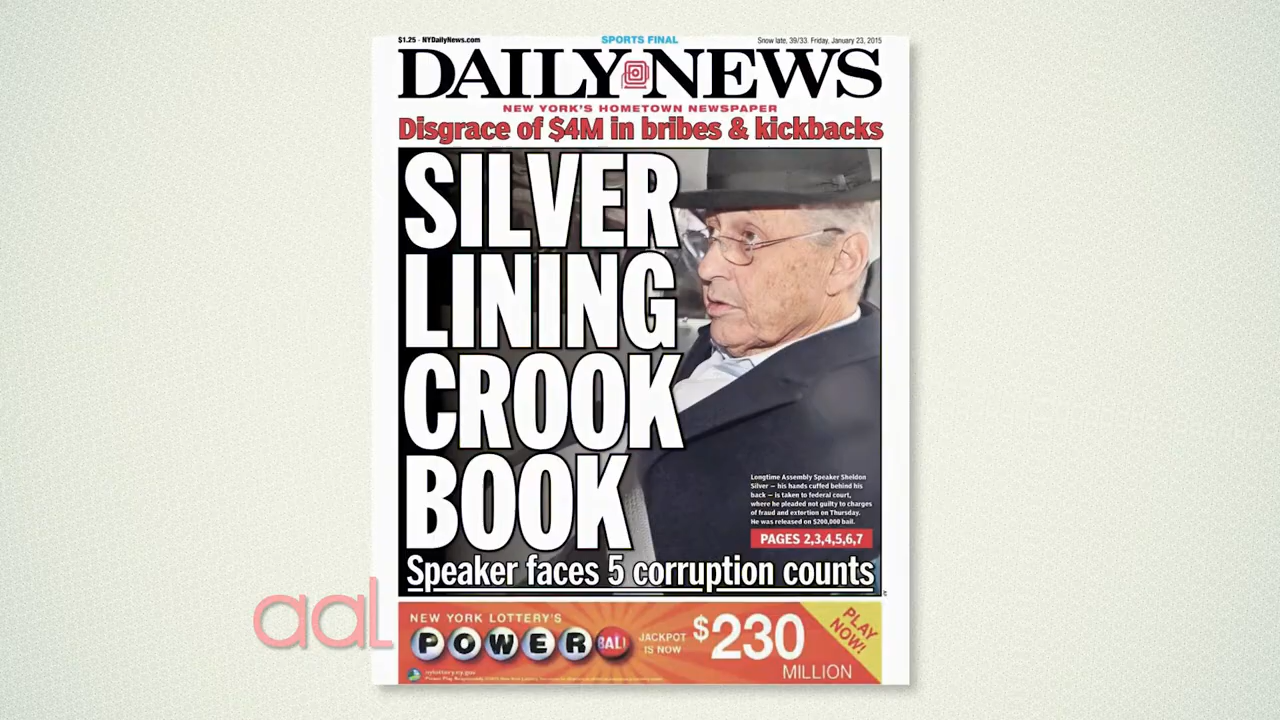 $1.25 · NYDailyNews.com
SPORTS FINAL
Snow late, 39/33. Friday, January 23, 2015
DAILY NEWS
NEW YORK'S HOMETOWN NEWSPAPER
Disgrace of $4M in bribes & kickbacks
SILVER
LINING
CROOK
BOOK
Longtime Assembly Speaker Sheldon
Silver — his hands cuffed behind his
back — is taken to federal court,
where he pleaded not guilty to charges
of fraud and extortion on Thursday.
He was released on $200,000 bail.
PAGES 2,3,4,5,6,7
Speaker faces 5 corruption counts
aal
NEW YORK LOTTERY'S
POWERBALL
JACKPOT
IS NOW
$230
MILLION
PLAY
NOW!
nylottery.ny.gov